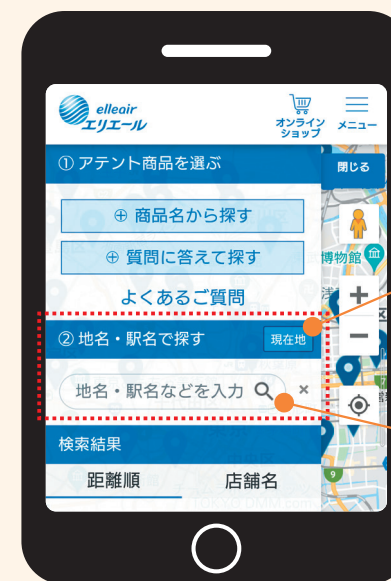 elleair
エリエール
オンライン
ショップ
メニュー
① アテント商品を選ぶ
閉じる
⊕ 商品名から探す
⊕ 質問に答えて探す
博物館
よくあるご質問
② 地名・駅名で探す
現在地
地名・駅名などを入力
×
検索結果
距離順
店舗名
9